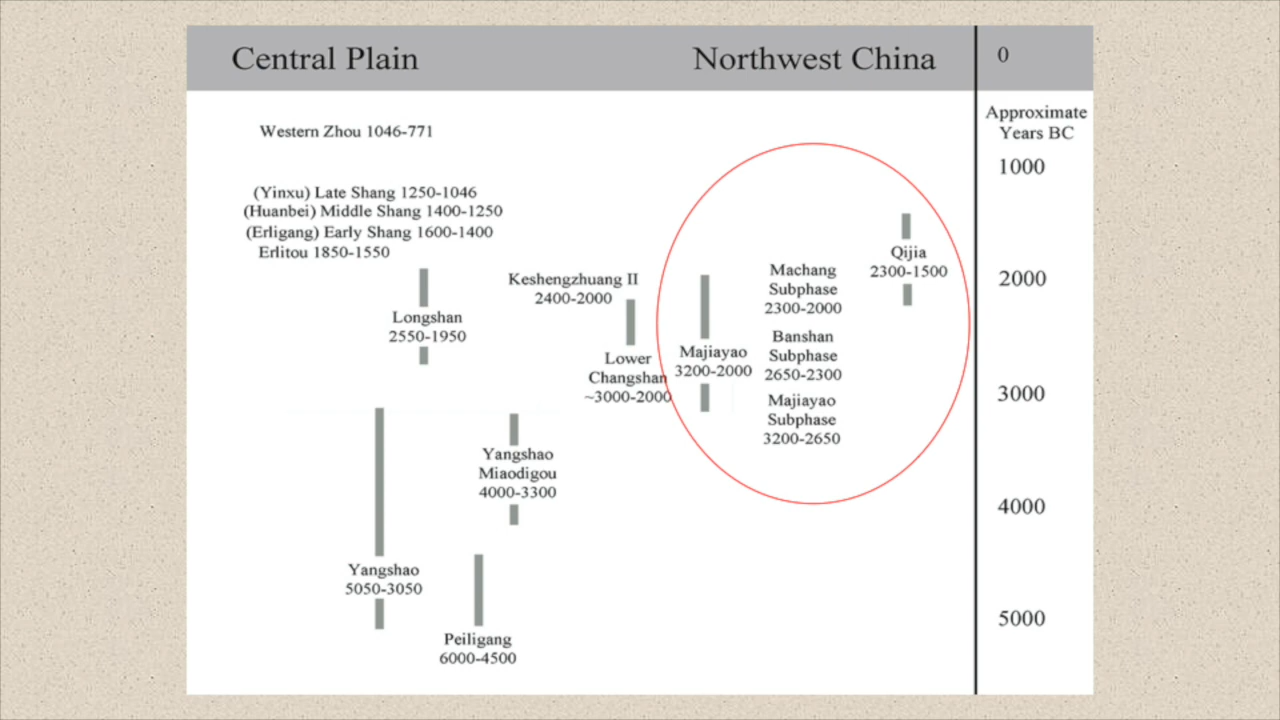 Central Plain
Northwest China
0
Approximate
Years BC
Western Zhou 1046-771
1000
(Yinxu) Late Shang 1250-1046
(Huanbei) Middle Shang 1400-1250
(Erligang) Early Shang 1600-1400
Erlitou 1850-1550
Qijia
2300-1500
Keshengzhuang II
2400-2000
Machang
Subphase
2300-2000
2000
Longshan
2550-1950
Banshan
Subphase
2650-2300
Lower
Changshan
~3000-2000
Majiayao
3200-2000
Majiayao
Subphase
3200-2650
3000
Yangshao
Miaodigou
4000-3300
4000
Yangshao
5050-3050
5000
Peiligang
6000-4500